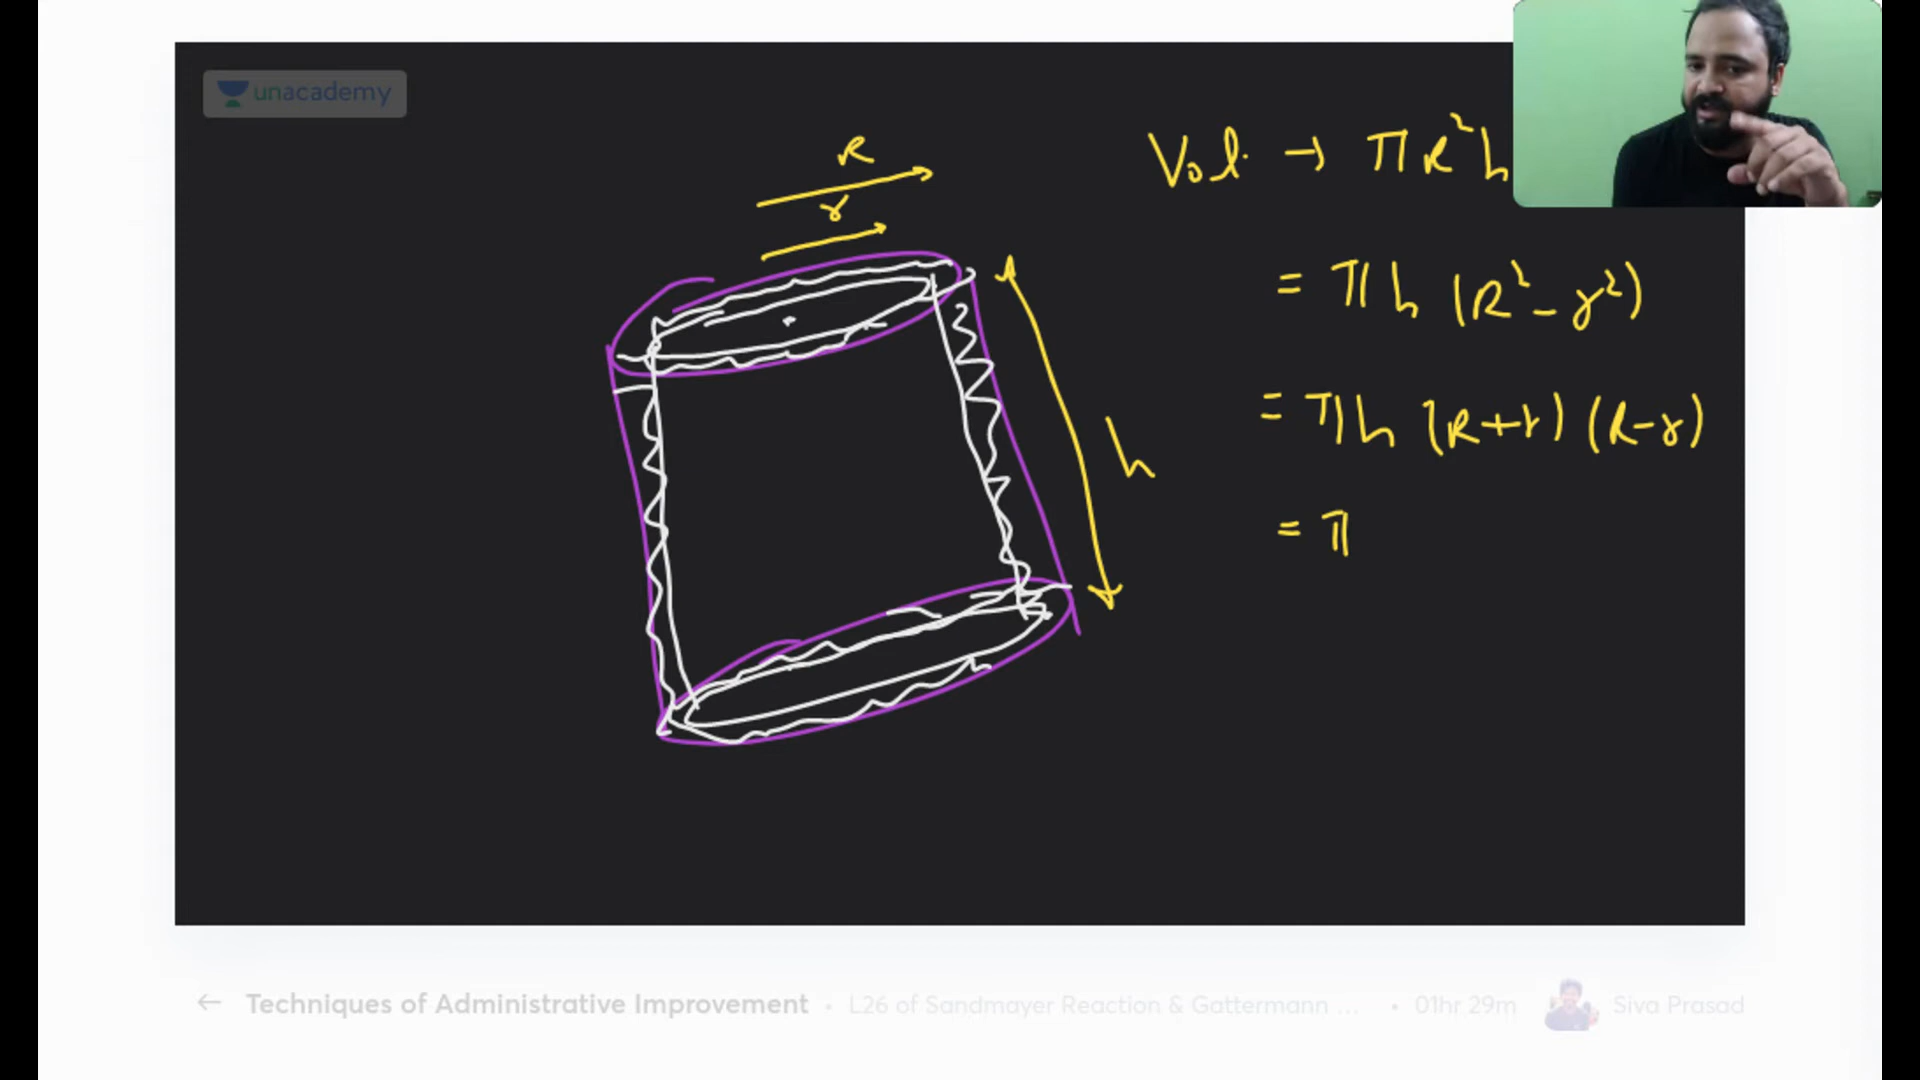 unacademy
R
r
h
Vol. → πR²h
= πh (R² - r²)
= πh (R+r) (R-r)
= π
← Techniques of Administrative Improvement • L26 of Sandmayer Reaction & Gattermann ... • 01hr 29m Siva Prasad